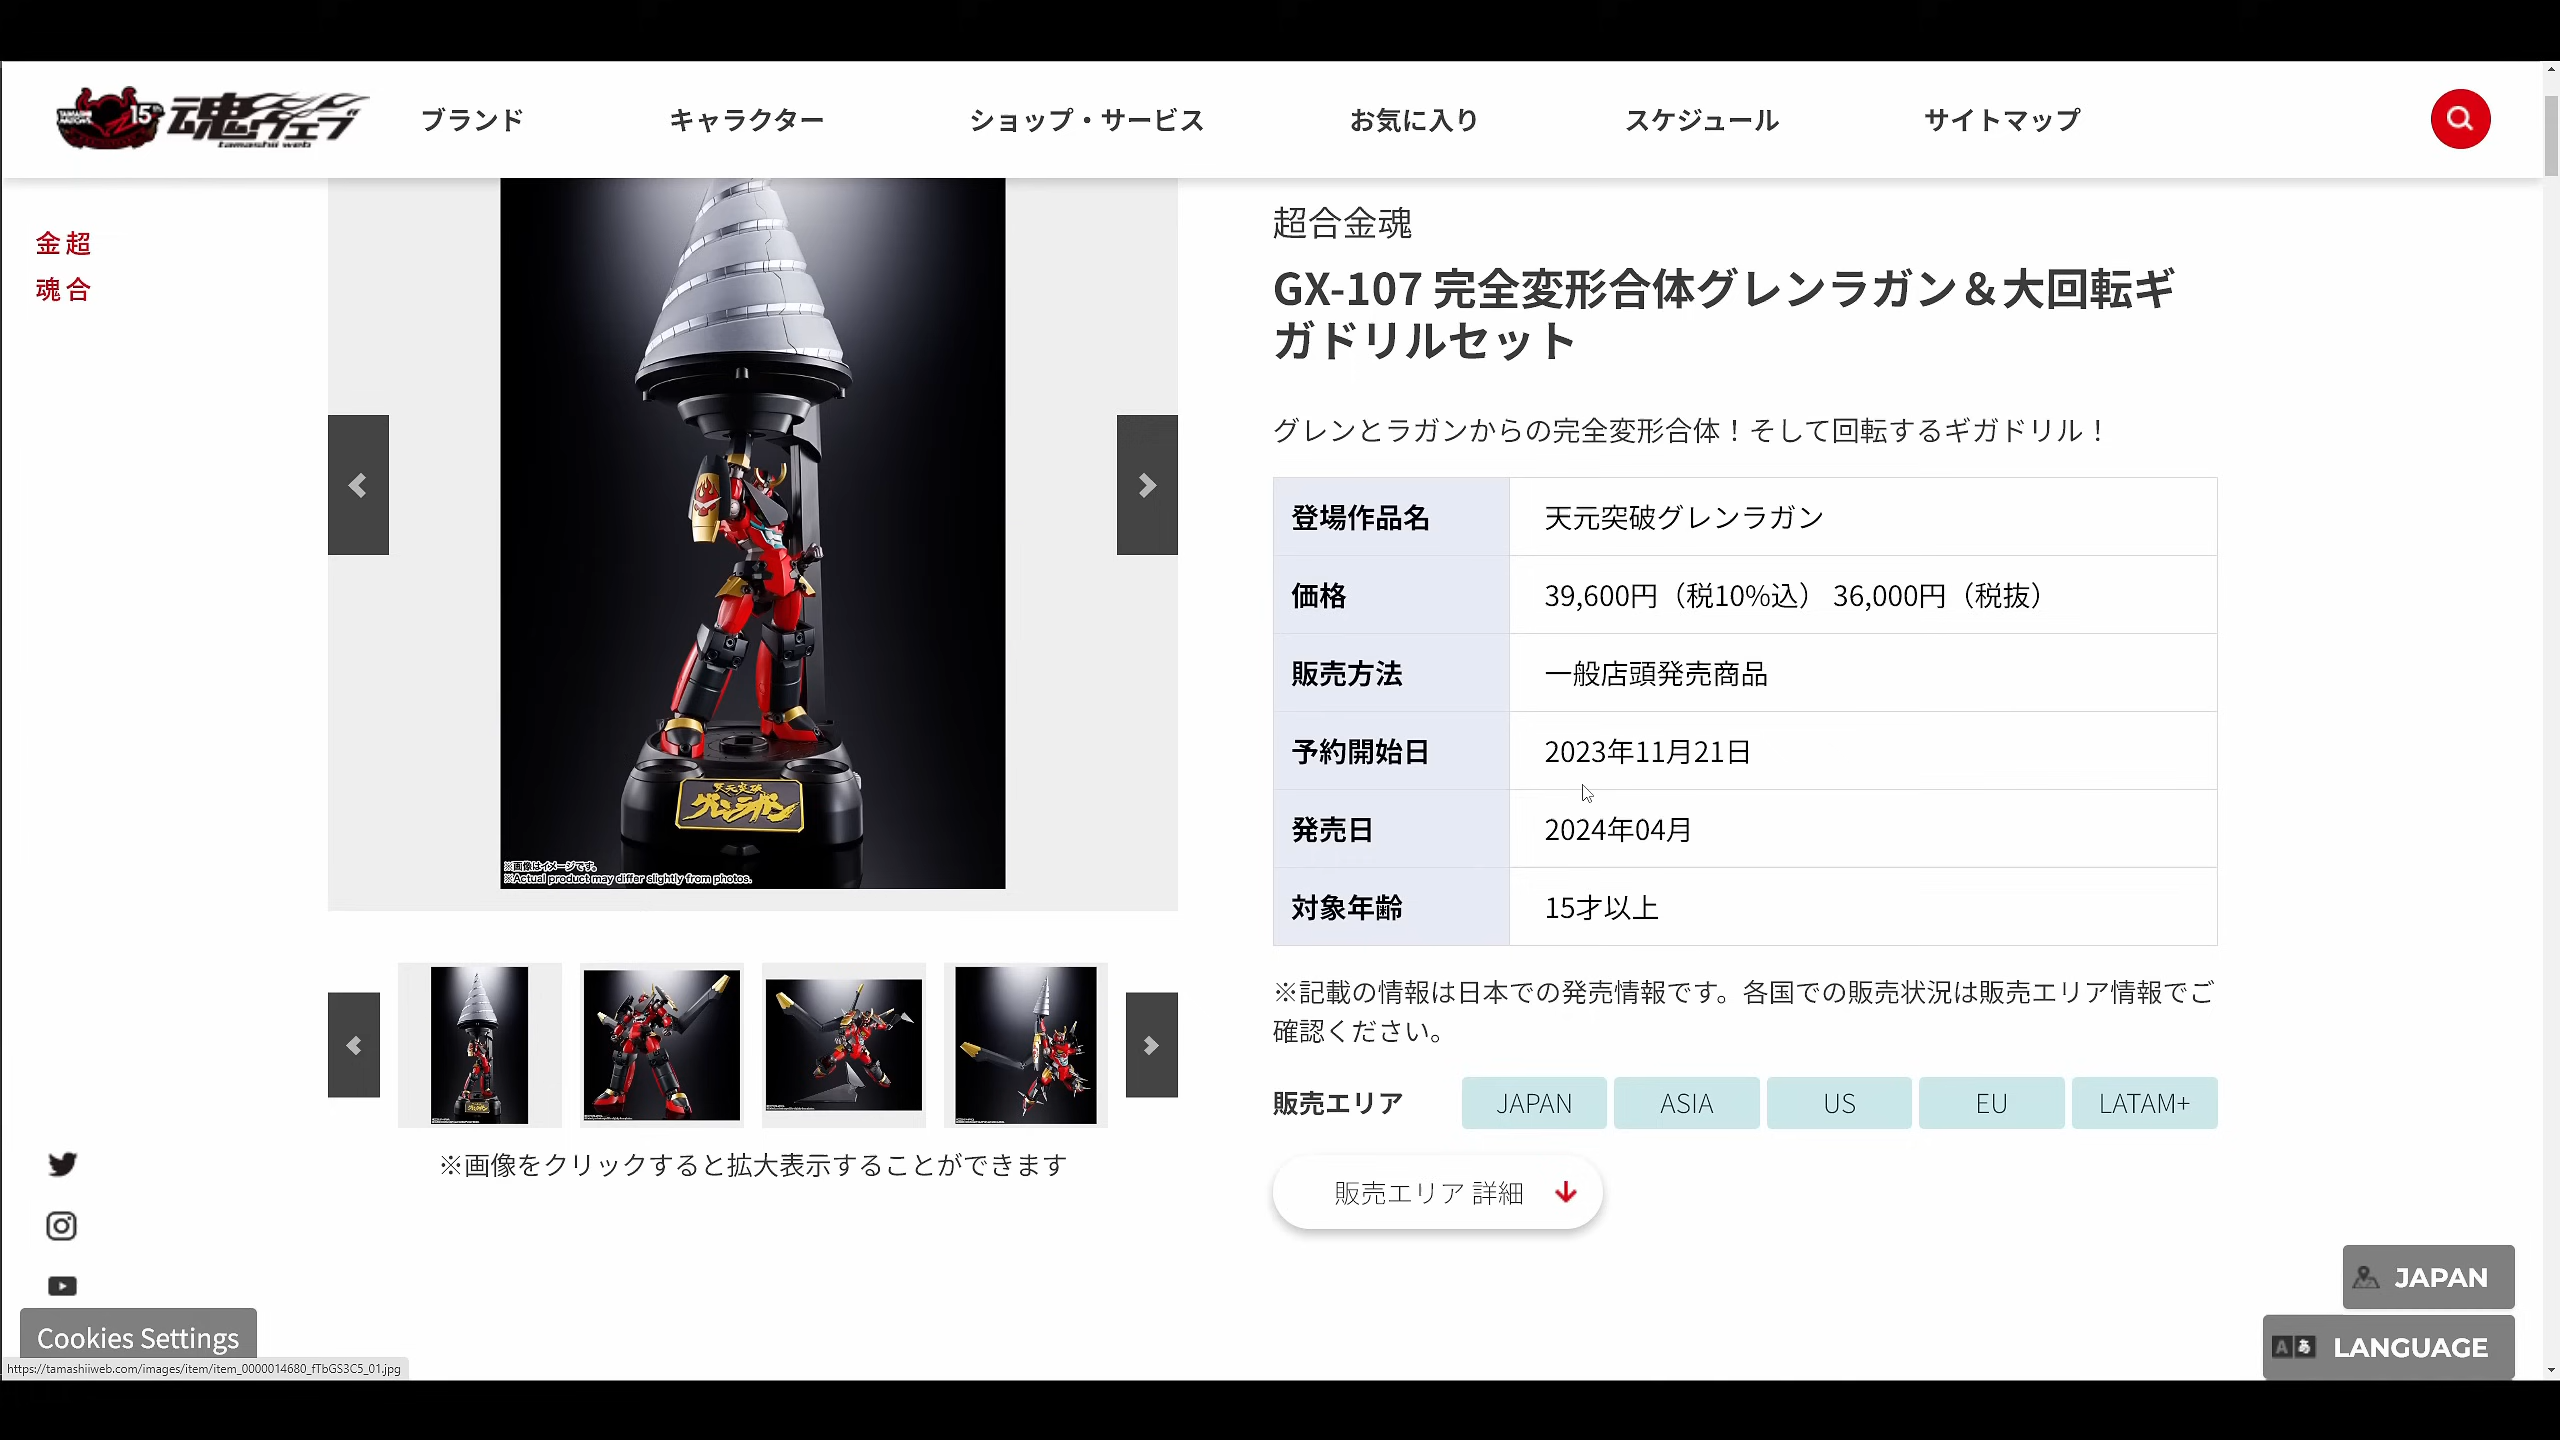 TAMASHII NATIONS 15th 魂ウェブ
tamashii web
ブランド
キャラクター
ショップ・サービス
お気に入り
スケジュール
サイトマップ
超合
金魂
天元突破
グレンラガン
※画像はイメージです。
※Actual product may differ slightly from photos.
※画像をクリックすると拡大表示することができます
超合金魂
GX-107 完全変形合体グレンラガン＆大回転ギ
ガドリルセット
グレンとラガンからの完全変形合体！そして回転するギガドリル！
登場作品名 天元突破グレンラガン
価格 39,600円（税10%込） 36,000円（税抜）
販売方法 一般店頭発売商品
予約開始日 2023年11月21日
発売日 2024年04月
対象年齢 15才以上
※記載の情報は日本での発売情報です。各国での販売状況は販売エリア情報でご
確認ください。
販売エリア JAPAN ASIA US EU LATAM+
販売エリア 詳細
JAPAN
Aあ LANGUAGE
Cookies Settings
https://tamashiiweb.com/images/item/item_0000014680_fTbGS3C5_01.jpg